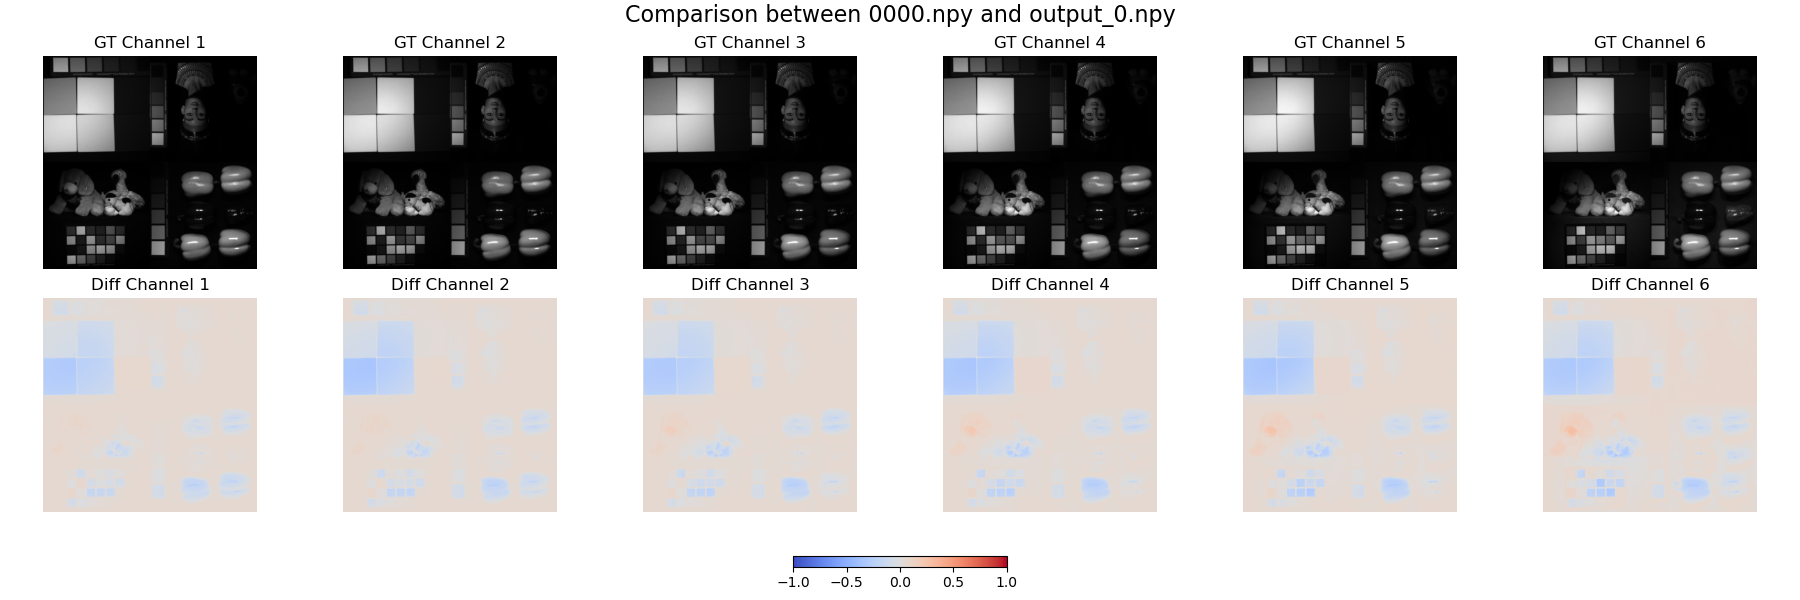 Comparison between 0000.npy and output_0.npy
GT Channel 1 GT Channel 2 GT Channel 3 GT Channel 4 GT Channel 5 GT Channel 6
Diff Channel 1 Diff Channel 2 Diff Channel 3 Diff Channel 4 Diff Channel 5 Diff Channel 6
−1.0 −0.5 0.0 0.5 1.0